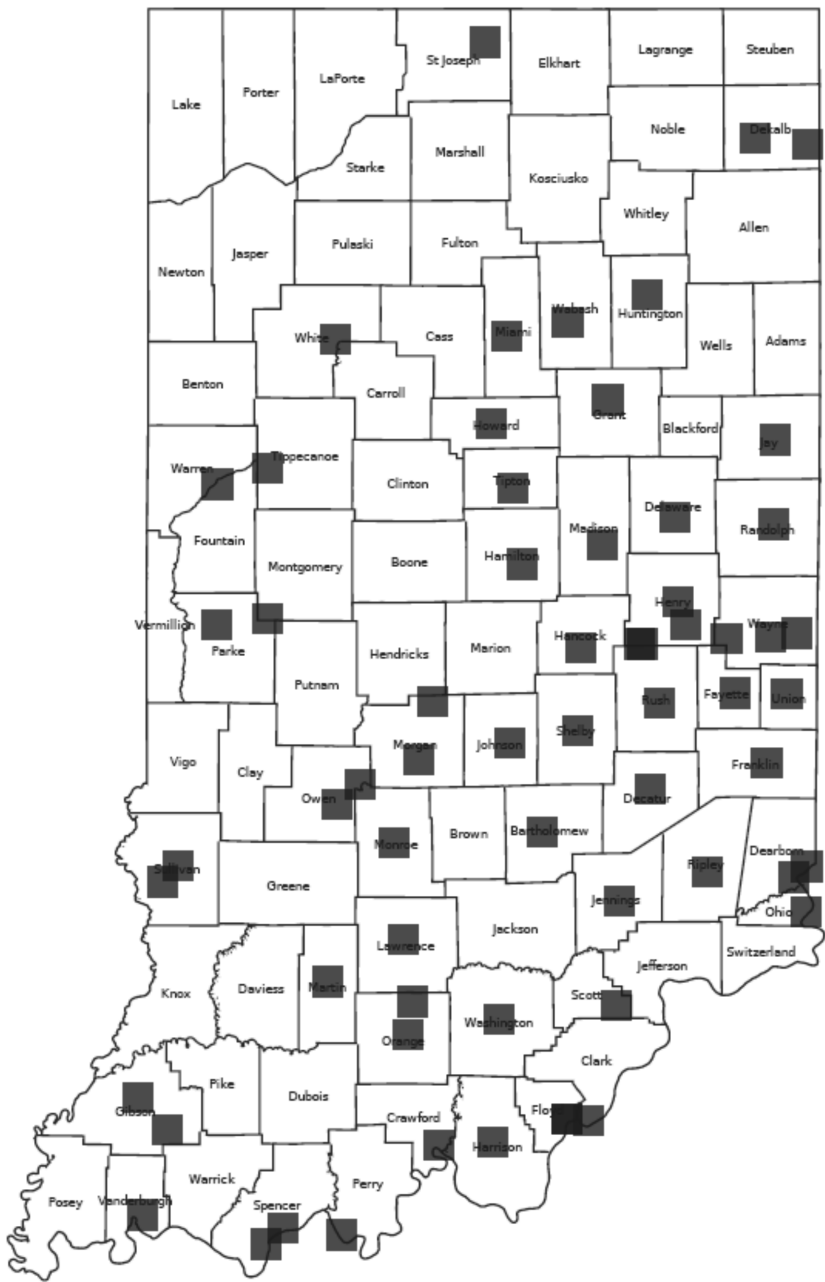 Lagrange
Steuben
St Joseph
Elkhart
LaPorte
Porter
Lake
Noble
Dekalb
Marshall
Starke
Kosciusko
Whitley
Allen
Pulaski
Fulton
Jasper
Newton
Wabash
Huntington
White
Cass
Miami
Wells
Adams
Benton
Carroll
Howard
Grant
Blackford
Jay
Tippecanoe
Warren
Clinton
Tipton
Delaware
Madison
Randolph
Fountain
Boone
Hamilton
Montgomery
Henry
Vermillion
Wayne
Parke
Hendricks
Marion
Hancock
Putnam
Rush
Fayette
Union
Morgan
Johnson
Shelby
Vigo
Clay
Franklin
Owen
Decatur
Monroe
Brown
Bartholomew
Dearborn
Sullivan
Greene
Ripley
Jennings
Ohio
Lawrence
Jackson
Switzerland
Jefferson
Knox
Daviess
Martin
Scott
Washington
Orange
Clark
Pike
Dubois
Gibson
Crawford
Floyd
Harrison
Warrick
Perry
Posey
Vanderburgh
Spencer